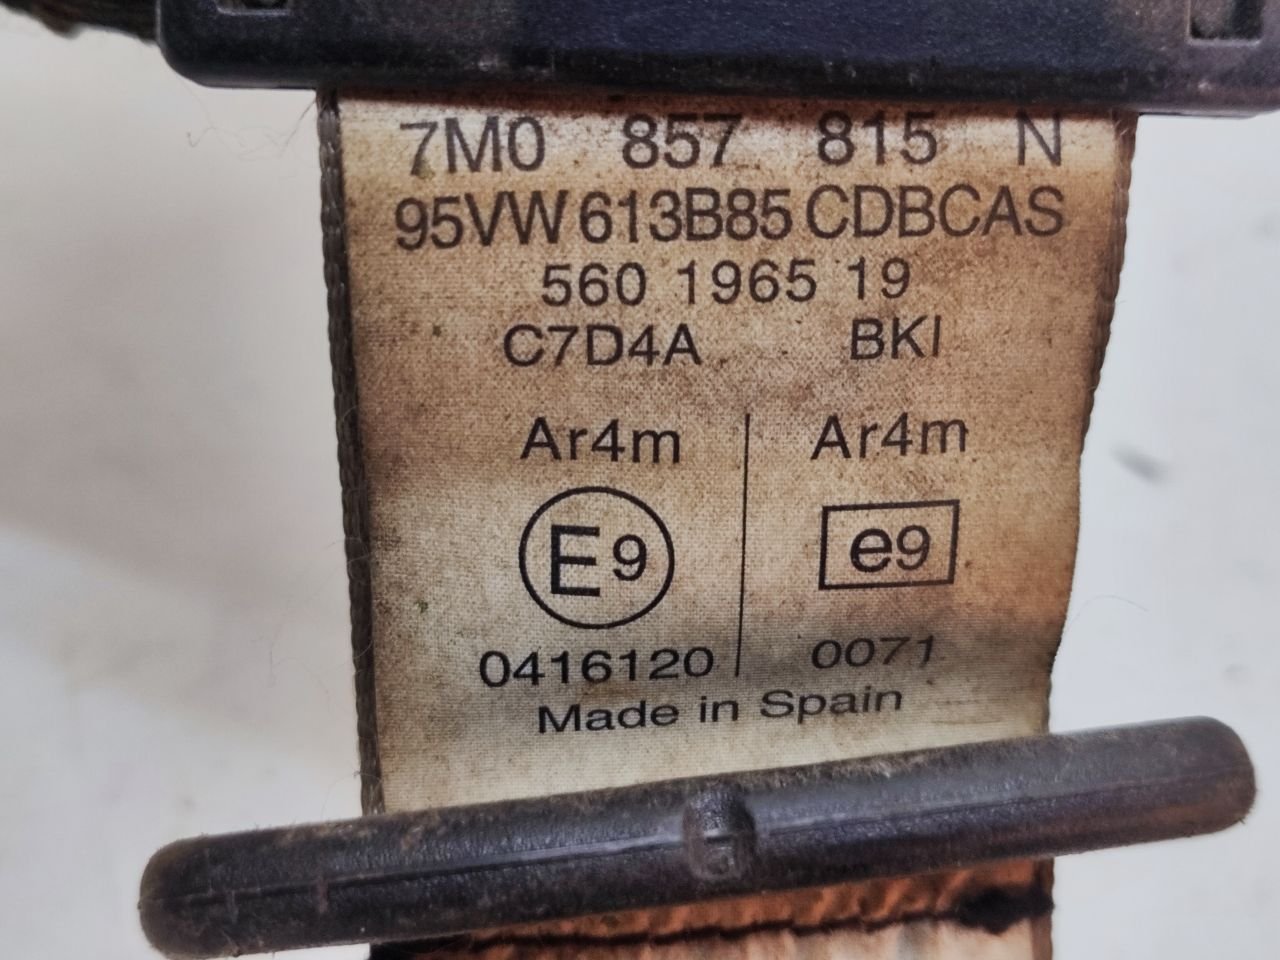 7M0 857 815 N
95VW 613B85 CDBCAS
560 1965 19
C7D4A BKI
Ar4m Ar4m
E9 e9
0416120 0071
Made in Spain